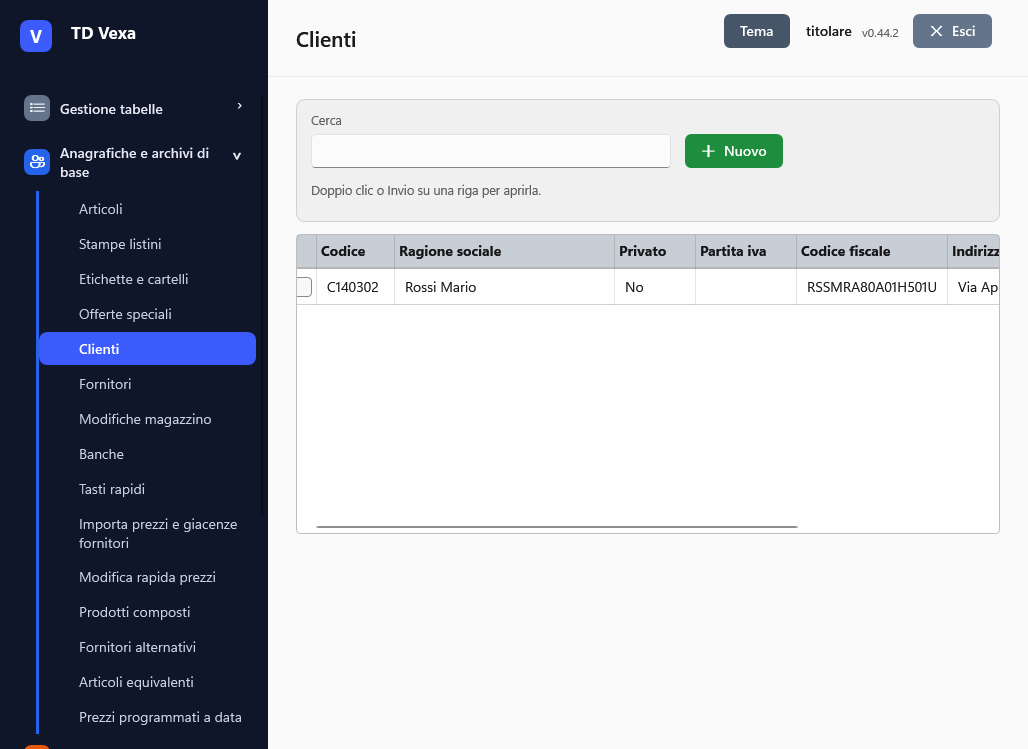 V TD Vexa
Clienti
Tema titolare v0.44.2 Esci
Gestione tabelle
Anagrafiche e archivi di
base
Articoli
Stampe listini
Etichette e cartelli
Offerte speciali
Clienti
Fornitori
Modifiche magazzino
Banche
Tasti rapidi
Importa prezzi e giacenze
fornitori
Modifica rapida prezzi
Prodotti composti
Fornitori alternativi
Articoli equivalenti
Prezzi programmati a data
Cerca
Nuovo
Doppio clic o Invio su una riga per aprirla.
Codice Ragione sociale Privato Partita iva Codice fiscale Indirizz
C140302 Rossi Mario No RSSMRA80A01H501U Via Ap